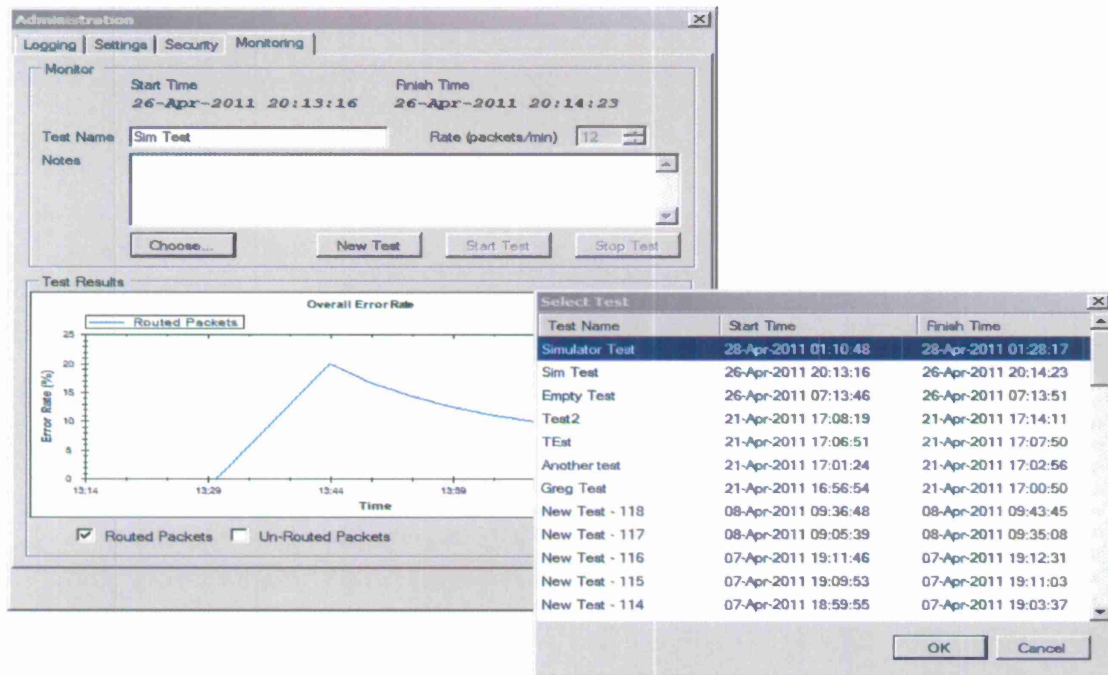 Administration
Logging Settings Security Monitoring
Monitor
Start Time Finish Time
26-Apr-2011 20:13:16 26-Apr-2011 20:14:23
Test Name Sim Test Rate (packets/min) 12
Notes
Choose... New Test Start Test Stop Test
Test Results
Overall Error Rate
Routed Packets
25
20
15
10
5
0
Error Rate (%)
13:14 13:29 13:44 13:59
Time
Routed Packets Un-Routed Packets
Select Test
Test Name Start Time Finish Time
Simulator Test 28-Apr-2011 01:10:48 28-Apr-2011 01:28:17
Sim Test 26-Apr-2011 20:13:16 26-Apr-2011 20:14:23
Empty Test 26-Apr-2011 07:13:46 26-Apr-2011 07:13:51
Test2 21-Apr-2011 17:08:19 21-Apr-2011 17:14:11
TEst 21-Apr-2011 17:06:51 21-Apr-2011 17:07:50
Another test 21-Apr-2011 17:01:24 21-Apr-2011 17:02:56
Greg Test 21-Apr-2011 16:56:54 21-Apr-2011 17:00:50
New Test - 118 08-Apr-2011 09:36:48 08-Apr-2011 09:43:45
New Test - 117 08-Apr-2011 09:05:39 08-Apr-2011 09:35:08
New Test - 116 07-Apr-2011 19:11:46 07-Apr-2011 19:12:31
New Test - 115 07-Apr-2011 19:09:53 07-Apr-2011 19:11:03
New Test - 114 07-Apr-2011 18:59:55 07-Apr-2011 19:03:37
OK Cancel